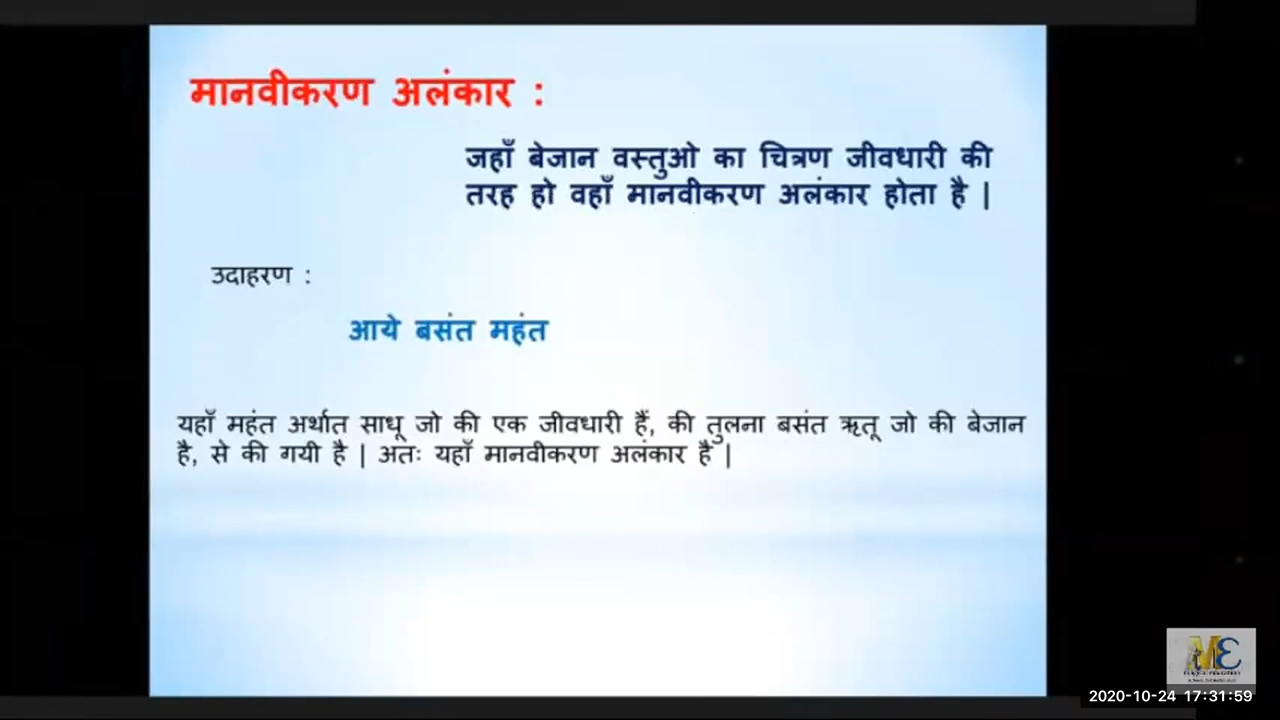 मानवीकरण अलंकार :
जहाँ बेजान वस्तुओ का चित्रण जीवधारी की
तरह हो वहाँ मानवीकरण अलंकार होता है |
उदाहरण :
आये बसंत महंत
यहाँ महंत अर्थात साधू जो की एक जीवधारी हैं, की तुलना बसंत ऋतू जो की बेजान
है, से की गयी है | अतः यहाँ मानवीकरण अलंकार है |
ME
2020-10-24 17:31:59